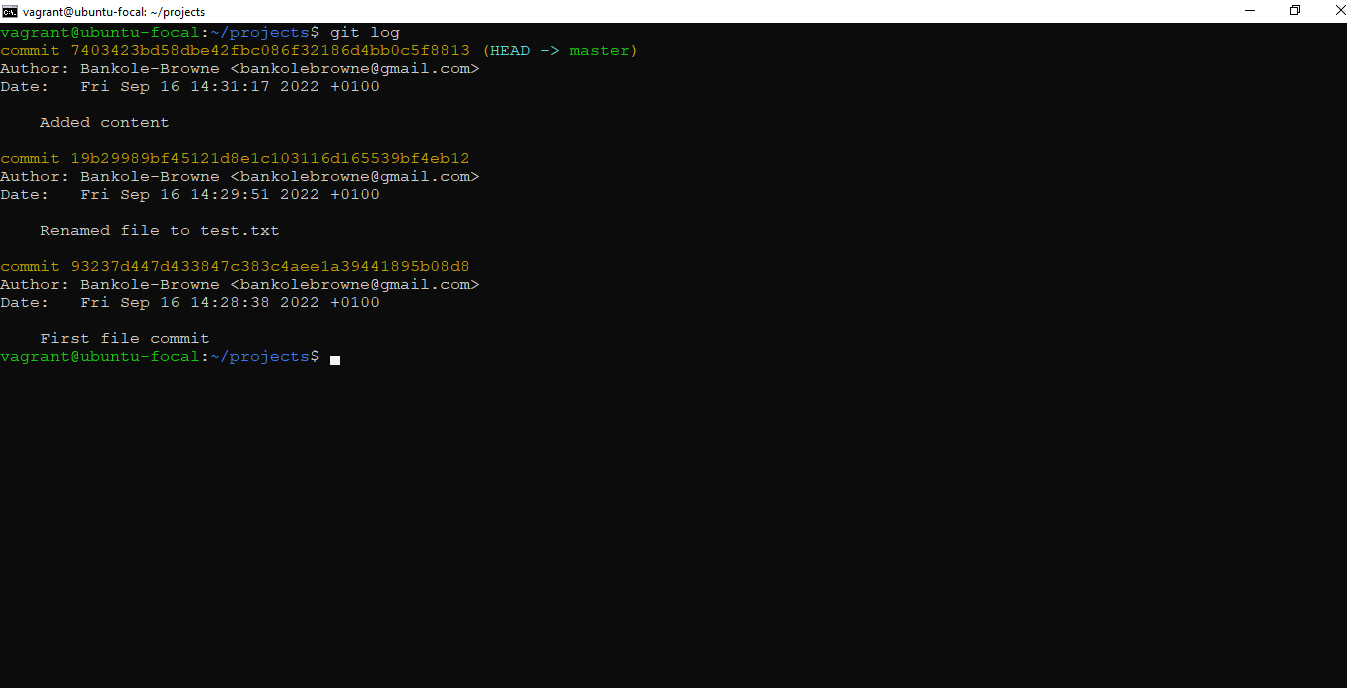 vagrant@ubuntu-focal: ~/projects
vagrant@ubuntu-focal:~/projects$ git log
commit 7403423bd58dbe42fbc086f32186d4bb0c5f8813 (HEAD -> master)
Author: Bankole-Browne <bankolebrowne@gmail.com>
Date:   Fri Sep 16 14:31:17 2022 +0100
    Added content
commit 19b29989bf45121d8e1c103116d165539bf4eb12
Author: Bankole-Browne <bankolebrowne@gmail.com>
Date:   Fri Sep 16 14:29:51 2022 +0100
    Renamed file to test.txt
commit 93237d447d433847c383c4aee1a39441895b08d8
Author: Bankole-Browne <bankolebrowne@gmail.com>
Date:   Fri Sep 16 14:28:38 2022 +0100
    First file commit
vagrant@ubuntu-focal:~/projects$